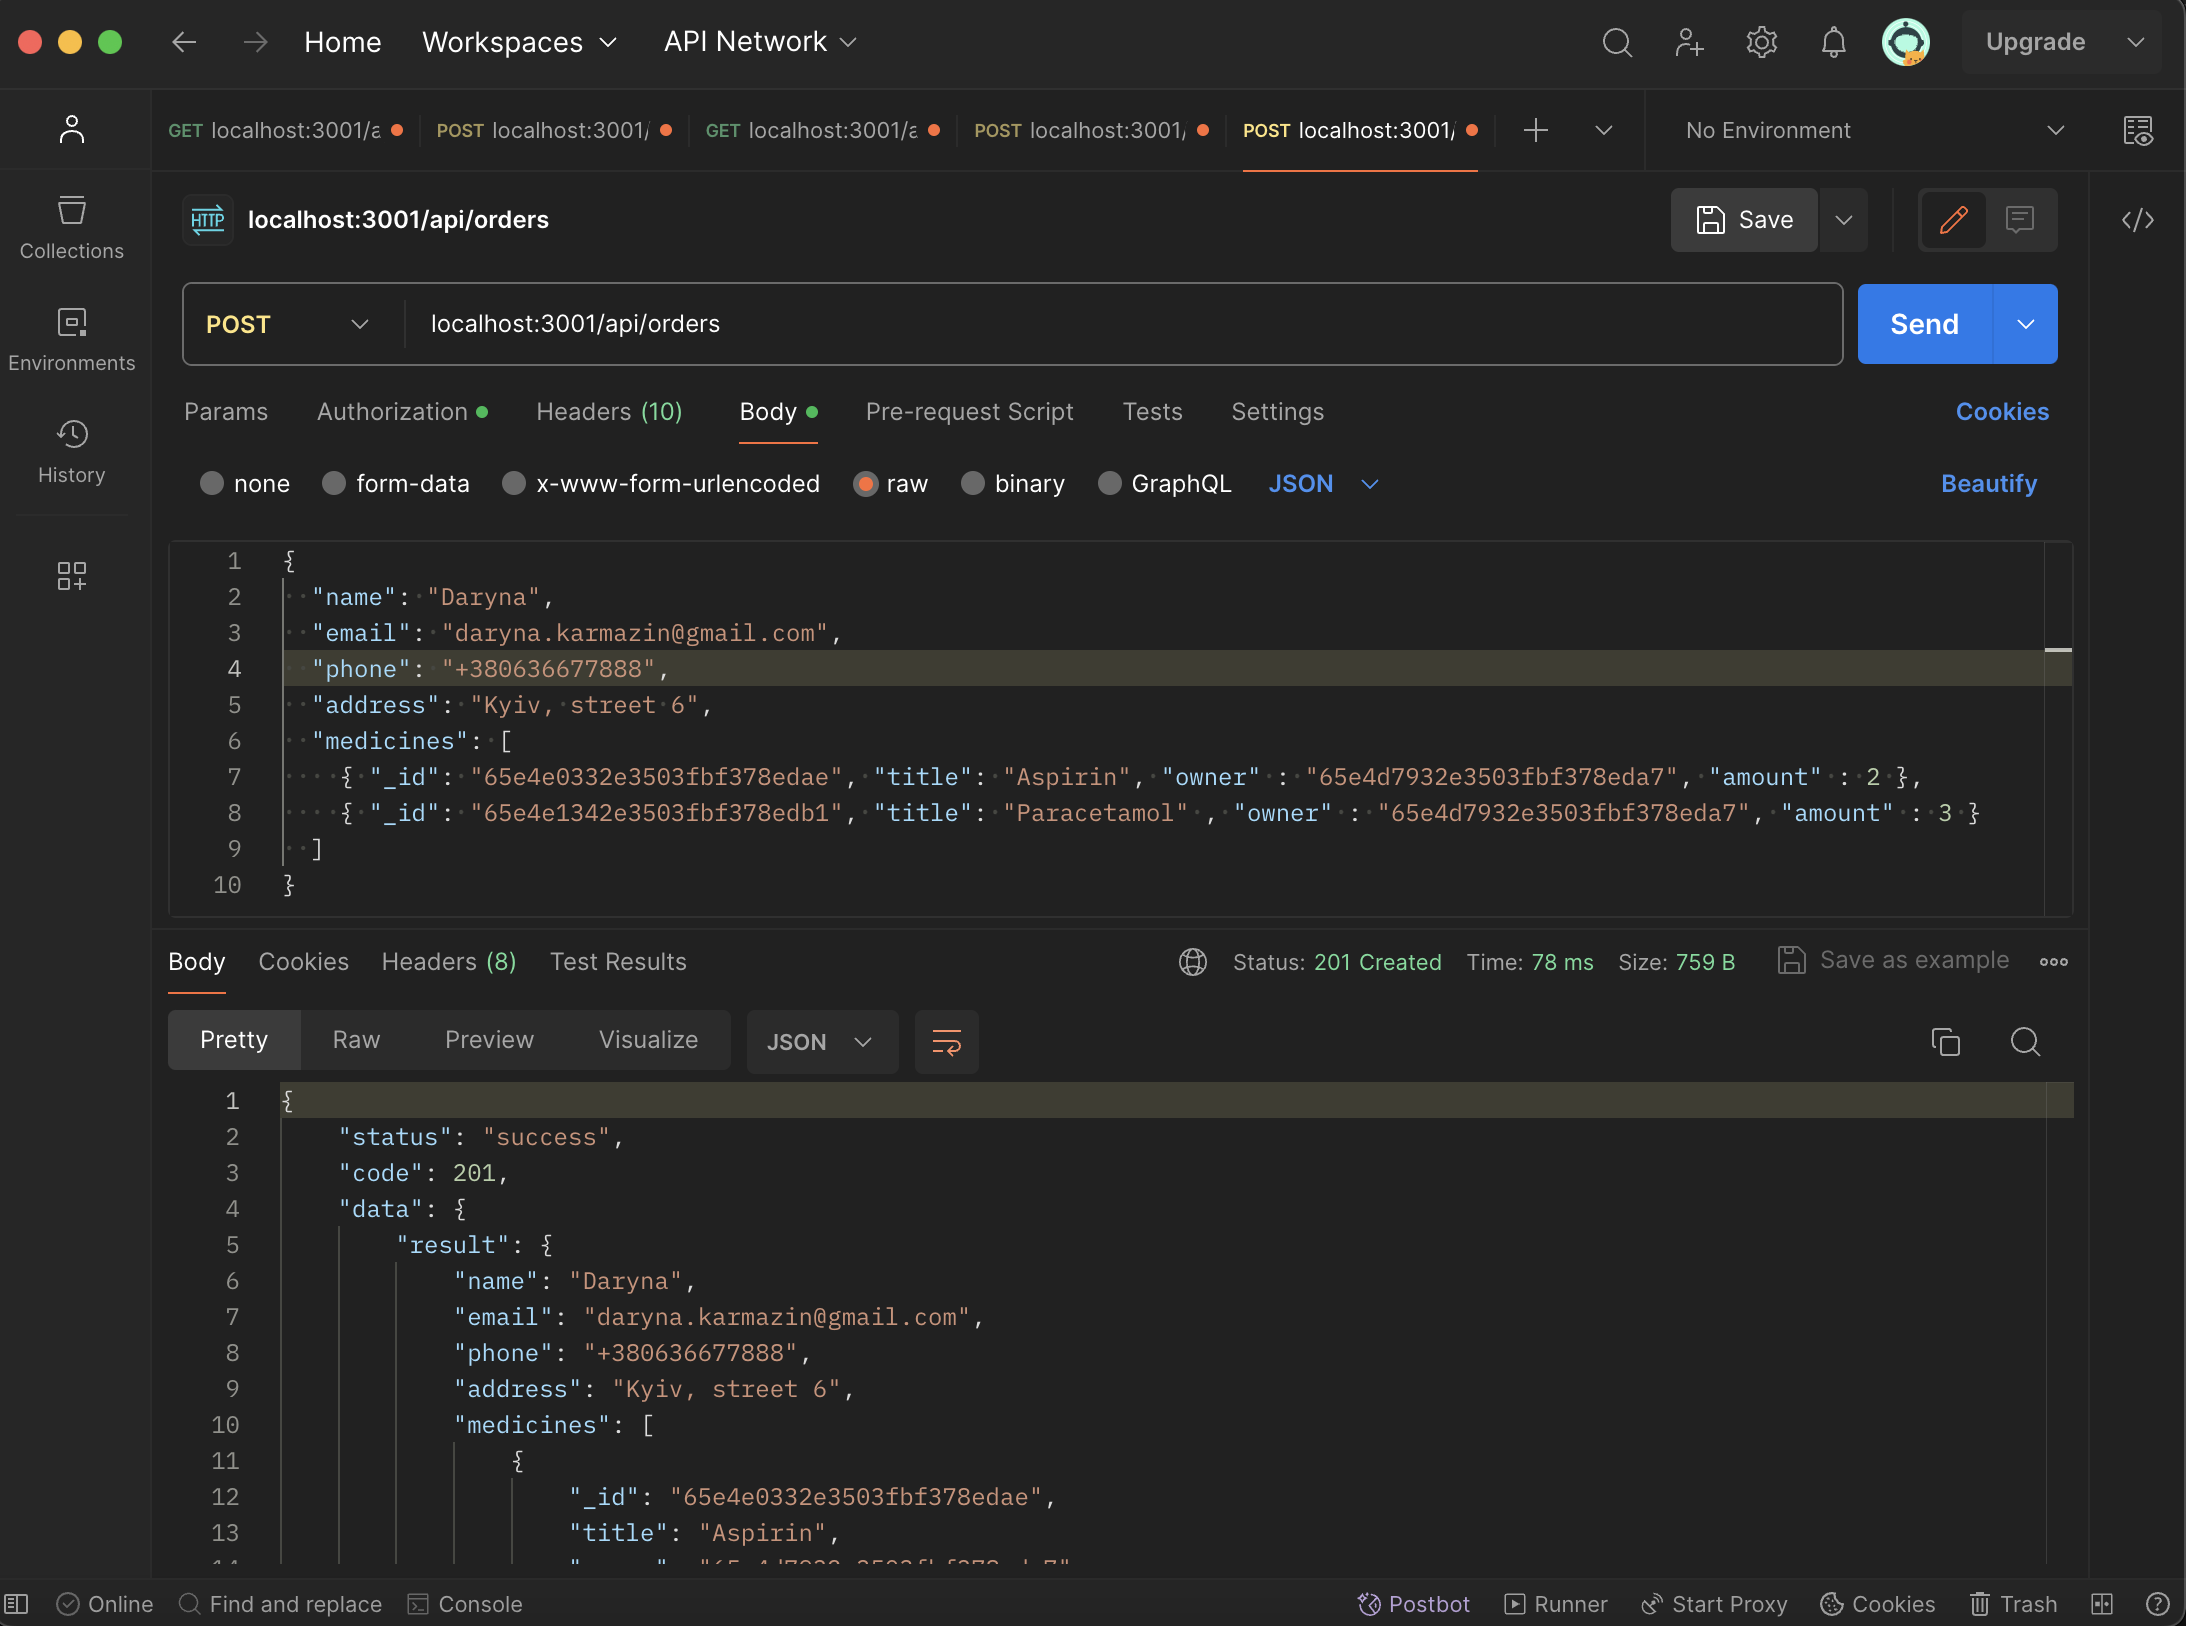 Home Workspaces API Network Upgrade
GET localhost:3001/a POST localhost:3001/ GET localhost:3001/a POST localhost:3001/ POST localhost:3001/ No Environment
HTTP localhost:3001/api/orders Save
Collections
Environments
History
POST localhost:3001/api/orders Send
Params Authorization Headers (10) Body Pre-request Script Tests Settings Cookies
none form-data x-www-form-urlencoded raw binary GraphQL JSON Beautify
1 {
2 "name": "Daryna",
3 "email": "daryna.karmazin@gmail.com",
4 "phone": "+380636677888",
5 "address": "Kyiv, street 6",
6 "medicines": [
7 { "_id": "65e4e0332e3503fbf378edae", "title": "Aspirin", "owner" : "65e4d7932e3503fbf378eda7", "amount" : 2 },
8 { "_id": "65e4e1342e3503fbf378edb1", "title": "Paracetamol" , "owner" : "65e4d7932e3503fbf378eda7", "amount" : 3 }
9 ]
10 }
Body Cookies Headers (8) Test Results Status: 201 Created Time: 78 ms Size: 759 B Save as example
Pretty Raw Preview Visualize JSON
1 {
2 "status": "success",
3 "code": 201,
4 "data": {
5 "result": {
6 "name": "Daryna",
7 "email": "daryna.karmazin@gmail.com",
8 "phone": "+380636677888",
9 "address": "Kyiv, street 6",
10 "medicines": [
11 {
12 "_id": "65e4e0332e3503fbf378edae",
13 "title": "Aspirin",
Online Find and replace Console Postbot Runner Start Proxy Cookies Trash